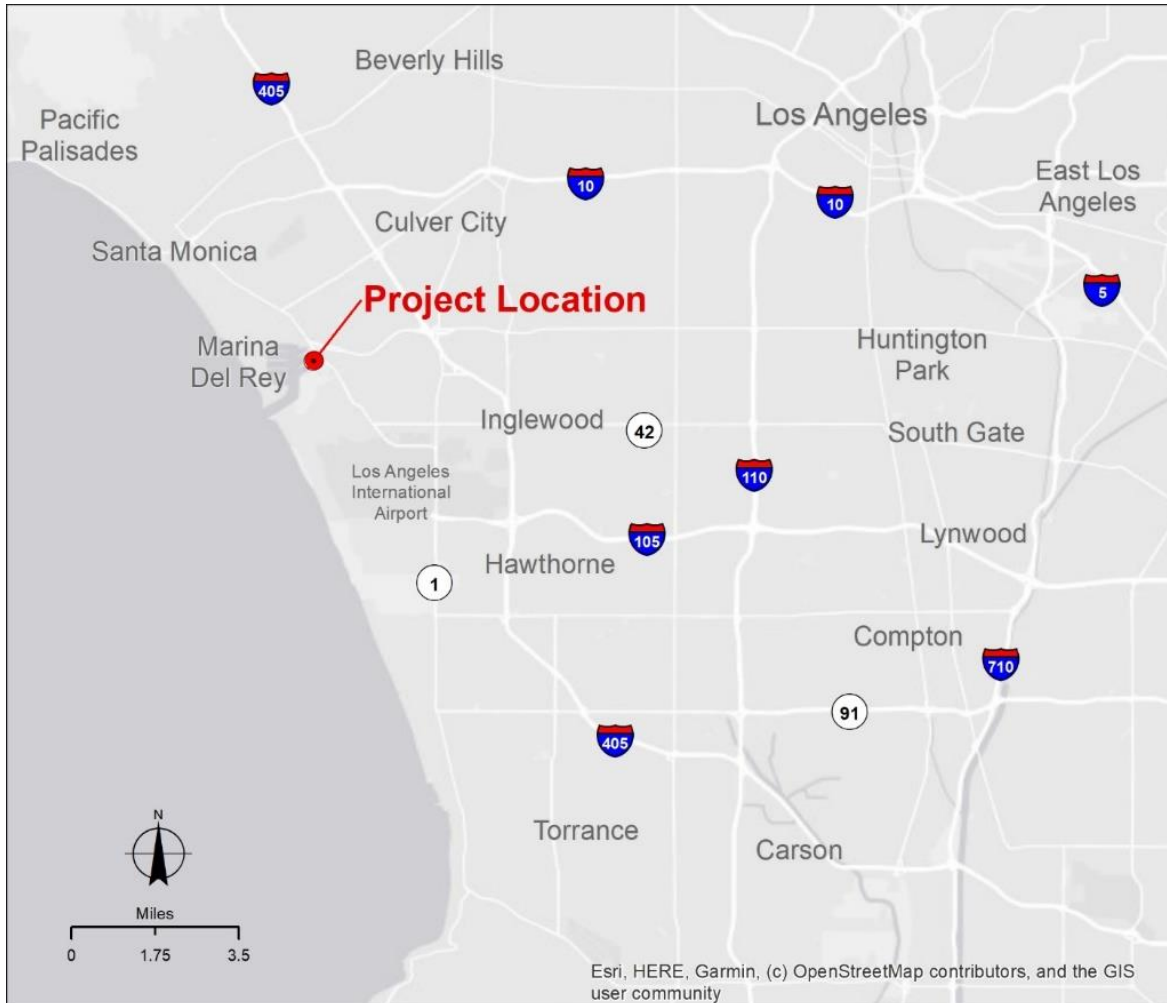 Beverly Hills
405
Pacific
Palisades
Los Angeles
East Los
Angeles
10
10
Culver City
Santa Monica
5
Project Location
Marina
Del Rey
Huntington
Park
Inglewood
42
South Gate
Los Angeles
International
Airport
110
105
Lynwood
Hawthorne
1
Compton
710
91
405
Torrance
Carson
N
Miles
0 1.75 3.5
Esri, HERE, Garmin, (c) OpenStreetMap contributors, and the GIS
user community